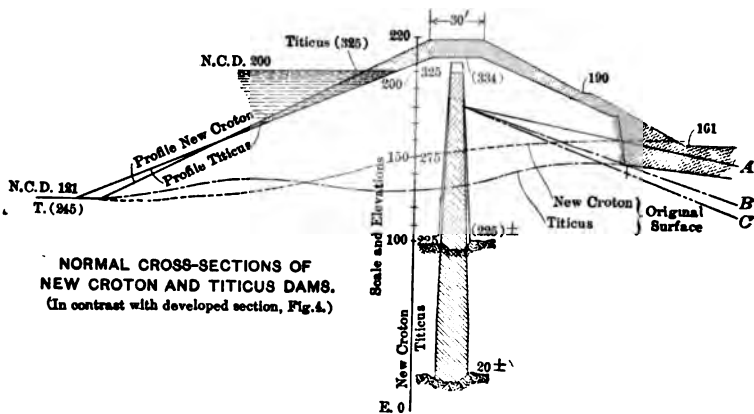 30'
220
Titicus (325)
N.C.D. 200
200
325
(334)
190
161
Profile New Croton
Profile Titicus
150
275
A
N.C.D. 121
T. (245)
New Croton
Titicus
Original
Surface
B
C
Scale and Elevations
100
225
(225)±
NORMAL CROSS-SECTIONS OF
NEW CROTON AND TITICUS DAMS.
(In contrast with developed section, Fig.4.)
New Croton
Titicus
20±
E. 0